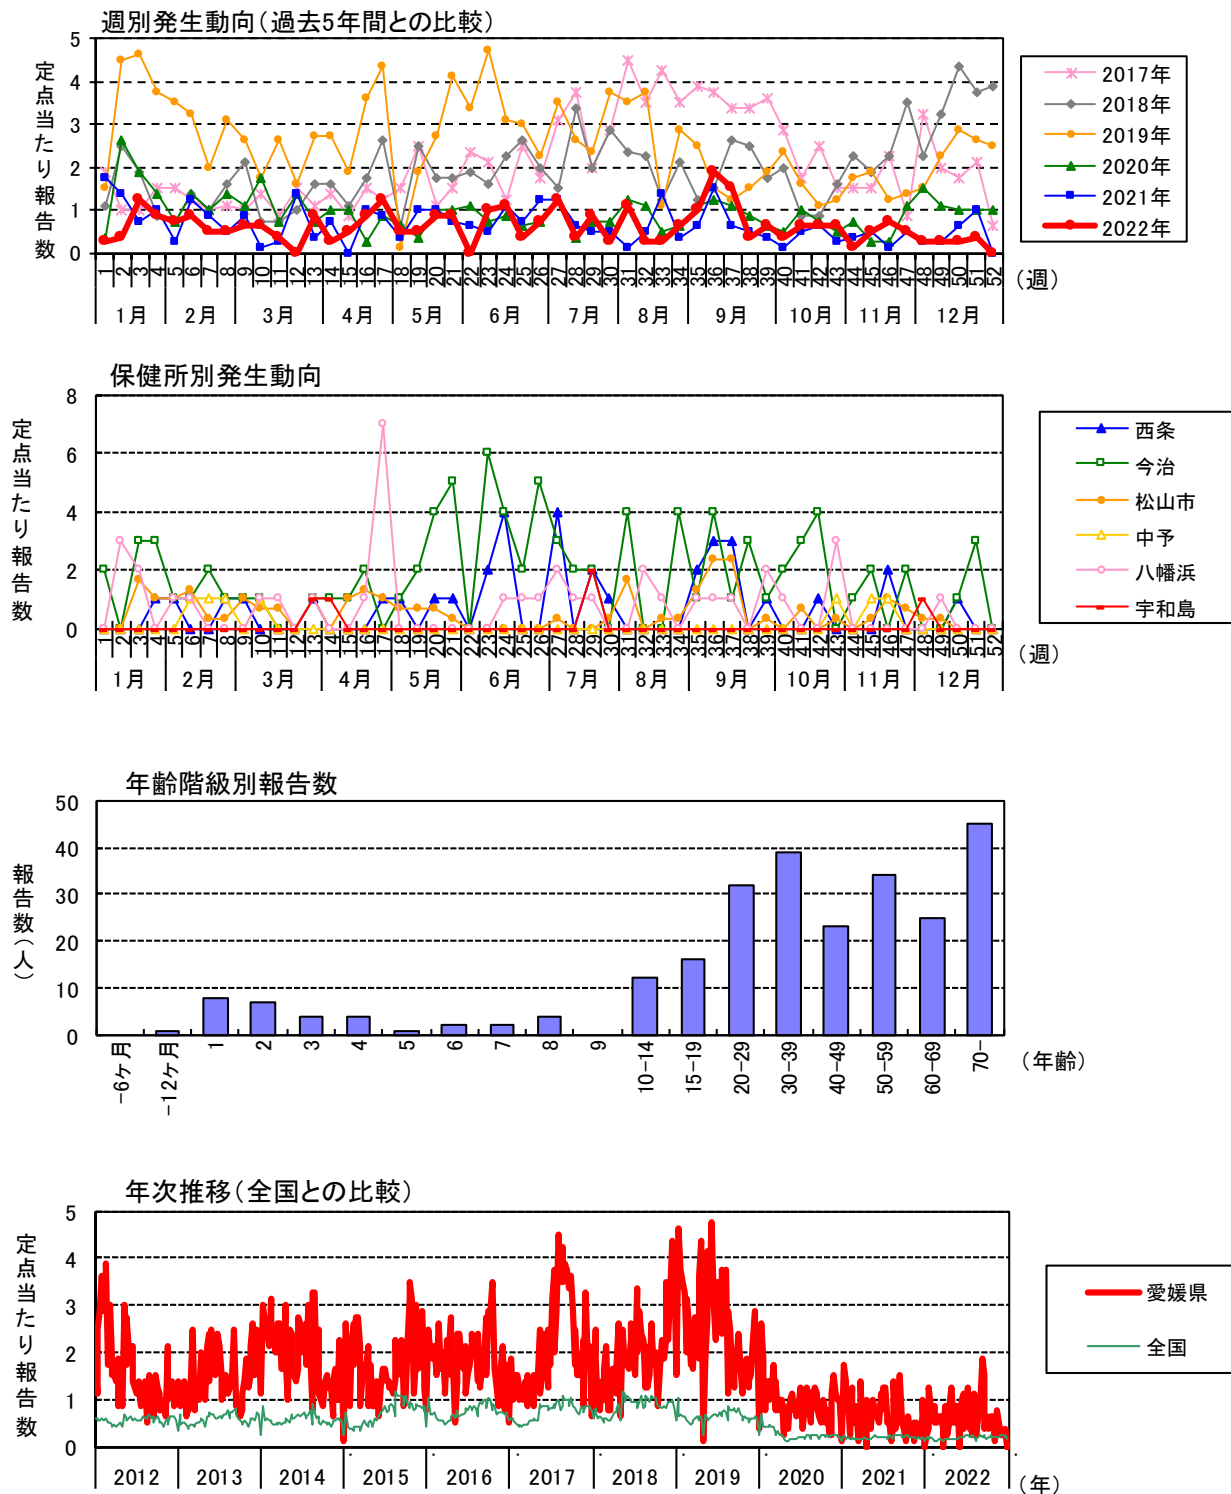 週別発生動向(過去5年間との比較)
定点当たり報告数
5
4
3
2
1
0
1 2 3 4 5 6 7 8 9 10 11 12 13 14 15 16 17 18 19 20 21 22 23 24 25 26 27 28 29 30 31 32 33 34 35 36 37 38 39 40 41 42 43 44 45 46 47 48 49 50 51 52
(週)
1月 2月 3月 4月 5月 6月 7月 8月 9月 10月 11月 12月
2017年
2018年
2019年
2020年
2021年
2022年
保健所別発生動向
定点当たり報告数
8
6
4
2
0
1 2 3 4 5 6 7 8 9 10 11 12 13 14 15 16 17 18 19 20 21 22 23 24 25 26 27 28 29 30 31 32 33 34 35 36 37 38 39 40 41 42 43 44 45 46 47 48 49 50 51 52
(週)
1月 2月 3月 4月 5月 6月 7月 8月 9月 10月 11月 12月
西条
今治
松山市
中予
八幡浜
宇和島
年齢階級別報告数
報告数(人)
50
40
30
20
10
0
-6ヶ月 -12ヶ月 1 2 3 4 5 6 7 8 9 10-14 15-19 20-29 30-39 40-49 50-59 60-69 70-
(年齢)
年次推移(全国との比較)
定点当たり報告数
5
4
3
2
1
0
2012 2013 2014 2015 2016 2017 2018 2019 2020 2021 2022
(年)
愛媛県
全国